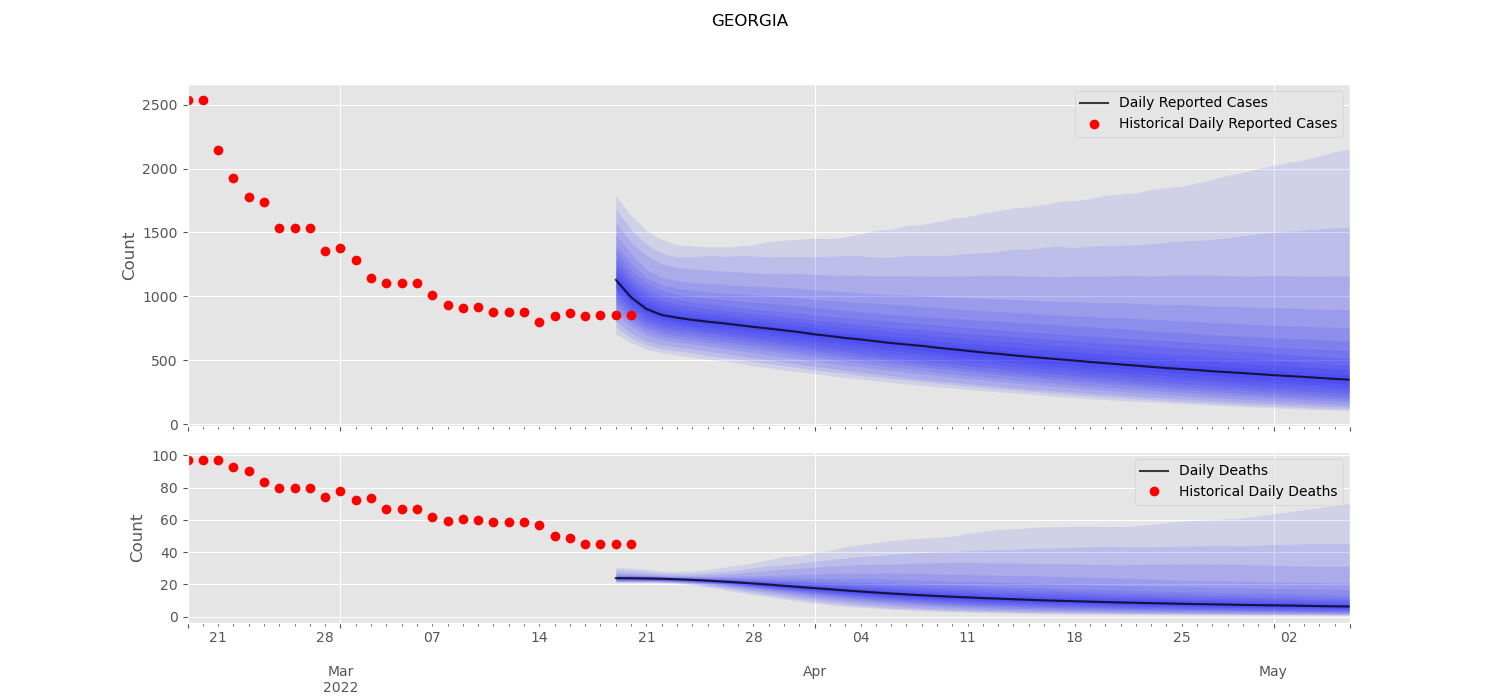 GEORGIA
2500
2000
1500
1000
500
0
Count
Daily Reported Cases
Historical Daily Reported Cases
100
80
60
40
20
0
Count
Daily Deaths
Historical Daily Deaths
21 28 07 14 21 28 04 11 18 25 02
Mar Apr May
2022